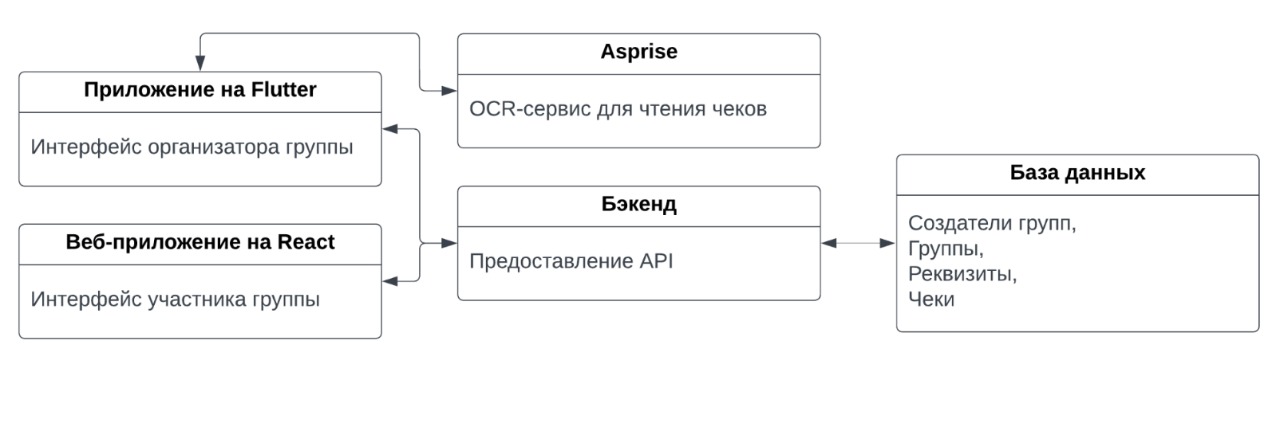 Asprise
OCR-сервис для чтения чеков
Приложение на Flutter
Интерфейс организатора группы
Бэкенд
Предоставление API
Веб-приложение на React
Интерфейс участника группы
База данных
Создатели групп,
Группы,
Реквизиты,
Чеки